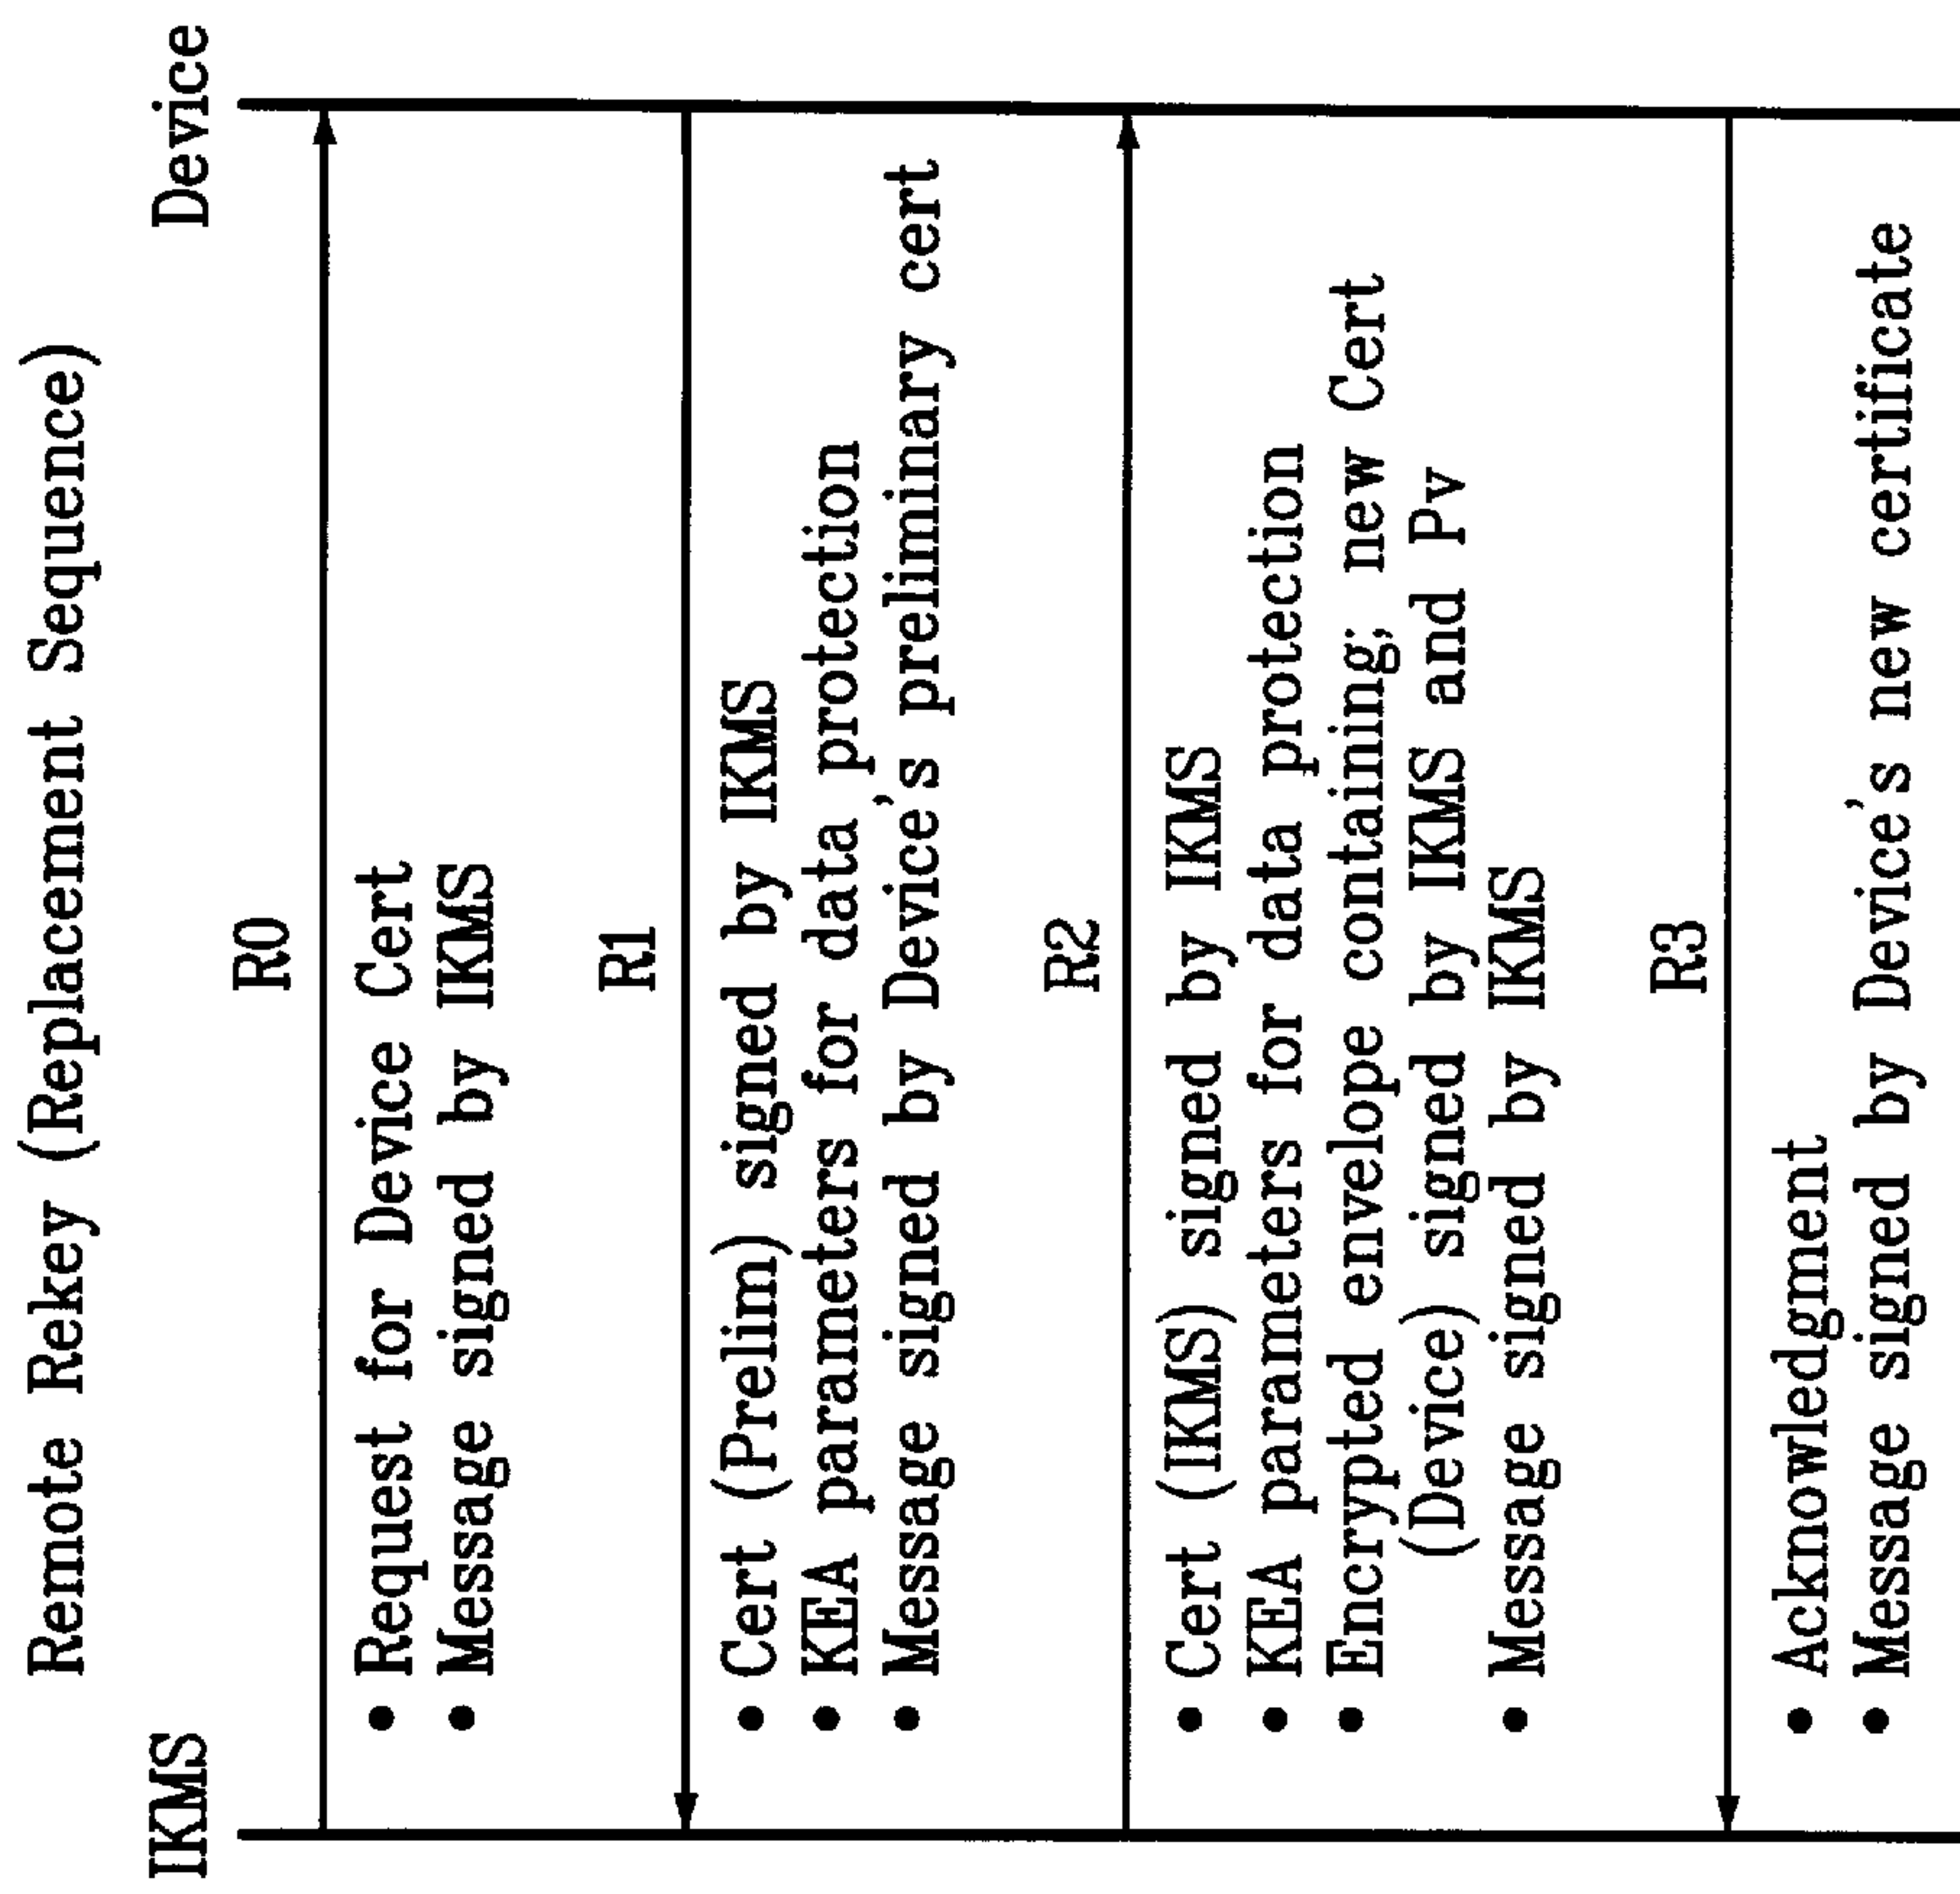 Remote Rekey (Replacement Sequence)
IKMS
Device
R0
• Request for Device Cert
• Message signed by IKMS
R1
• Cert (Prelim) signed by IKMS
• KEA parameters for data protection
• Message signed by Device's preliminary cert
R2
• Cert (IKMS) signed by IKMS
• KEA parameters for data protection
• Encrypted envelope containing; new Cert
(Device) signed by IKMS and Pv
• Message signed by IKMS
R3
• Acknowledgment
• Message signed by Device's new certificate